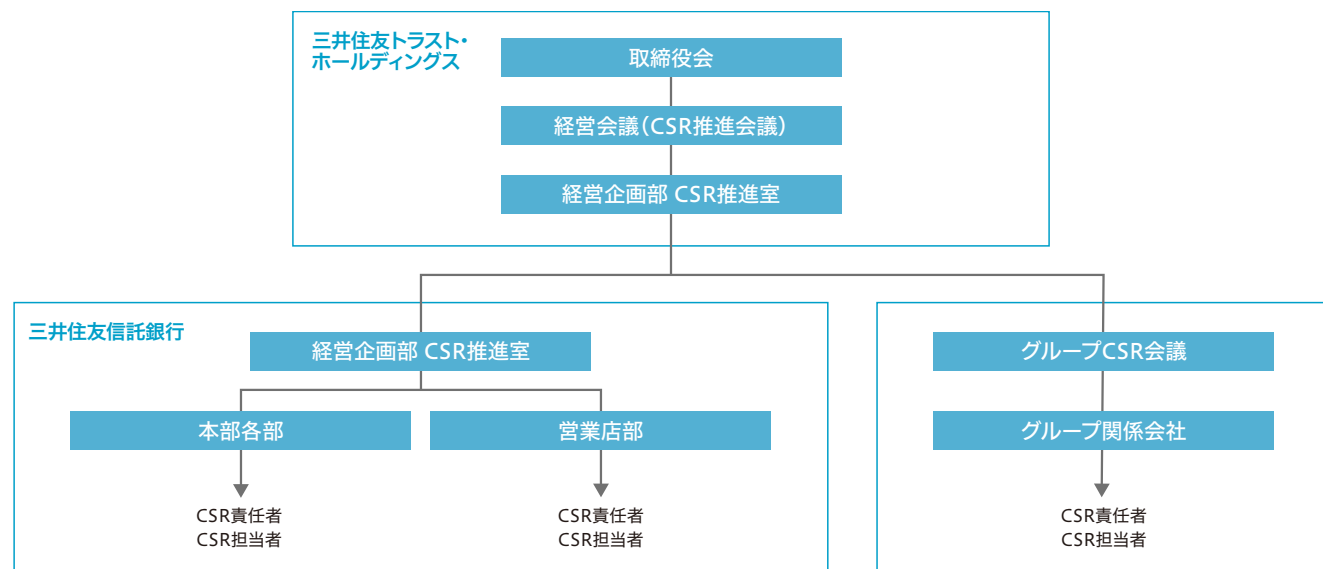 三井住友トラスト・
ホールディングス
取締役会
経営会議（CSR推進会議）
経営企画部 CSR推進室
三井住友信託銀行
経営企画部 CSR推進室
本部各部
営業店部
CSR責任者
CSR担当者
CSR責任者
CSR担当者
グループCSR会議
グループ関係会社
CSR責任者
CSR担当者